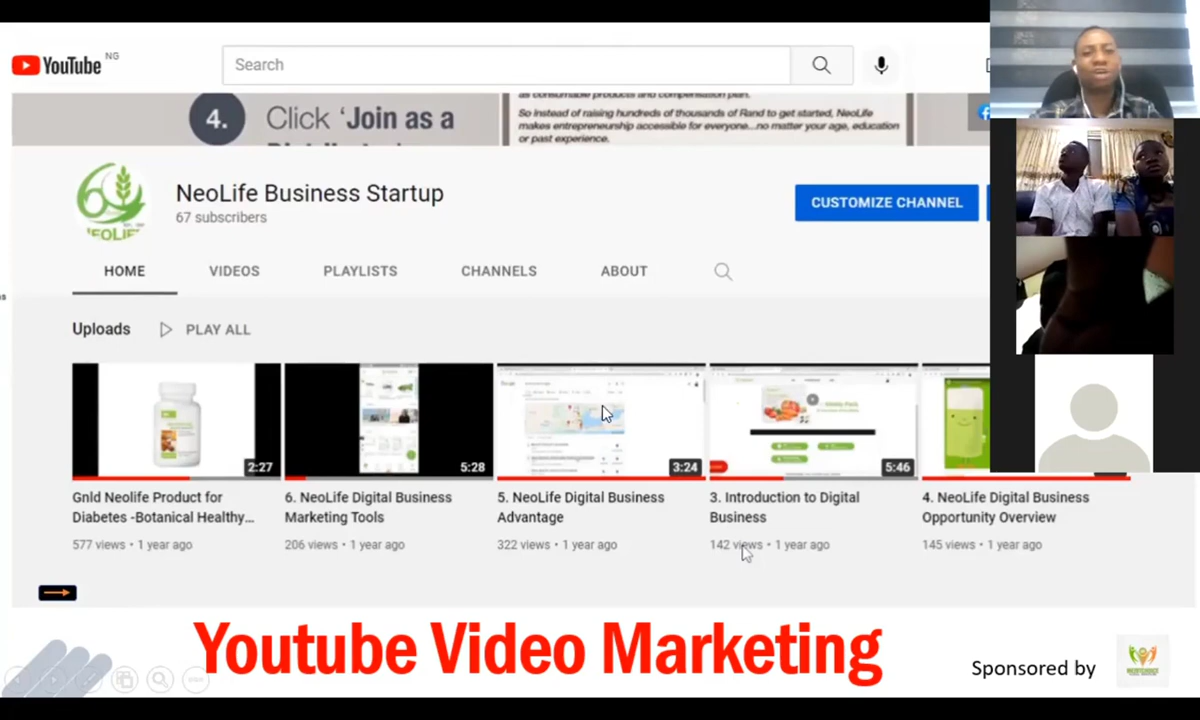 YouTube NG
Search
as consumable products and compensation plan.
So instead of raising hundreds of thousands of Rand to get started, NeoLife
makes entrepreneurship accessible for everyone...no matter your age, education
or past experience.
4. Click 'Join as a
NeoLife Business Startup
67 subscribers
CUSTOMIZE CHANNEL
HOME VIDEOS PLAYLISTS CHANNELS ABOUT
Uploads PLAY ALL
2:27 5:28 3:24 5:46
Gnld Neolife Product for
Diabetes -Botanical Healthy...
577 views • 1 year ago
6. NeoLife Digital Business
Marketing Tools
206 views • 1 year ago
5. NeoLife Digital Business
Advantage
322 views • 1 year ago
3. Introduction to Digital
Business
142 views • 1 year ago
4. NeoLife Digital Business
Opportunity Overview
145 views • 1 year ago
Youtube Video Marketing
Sponsored by